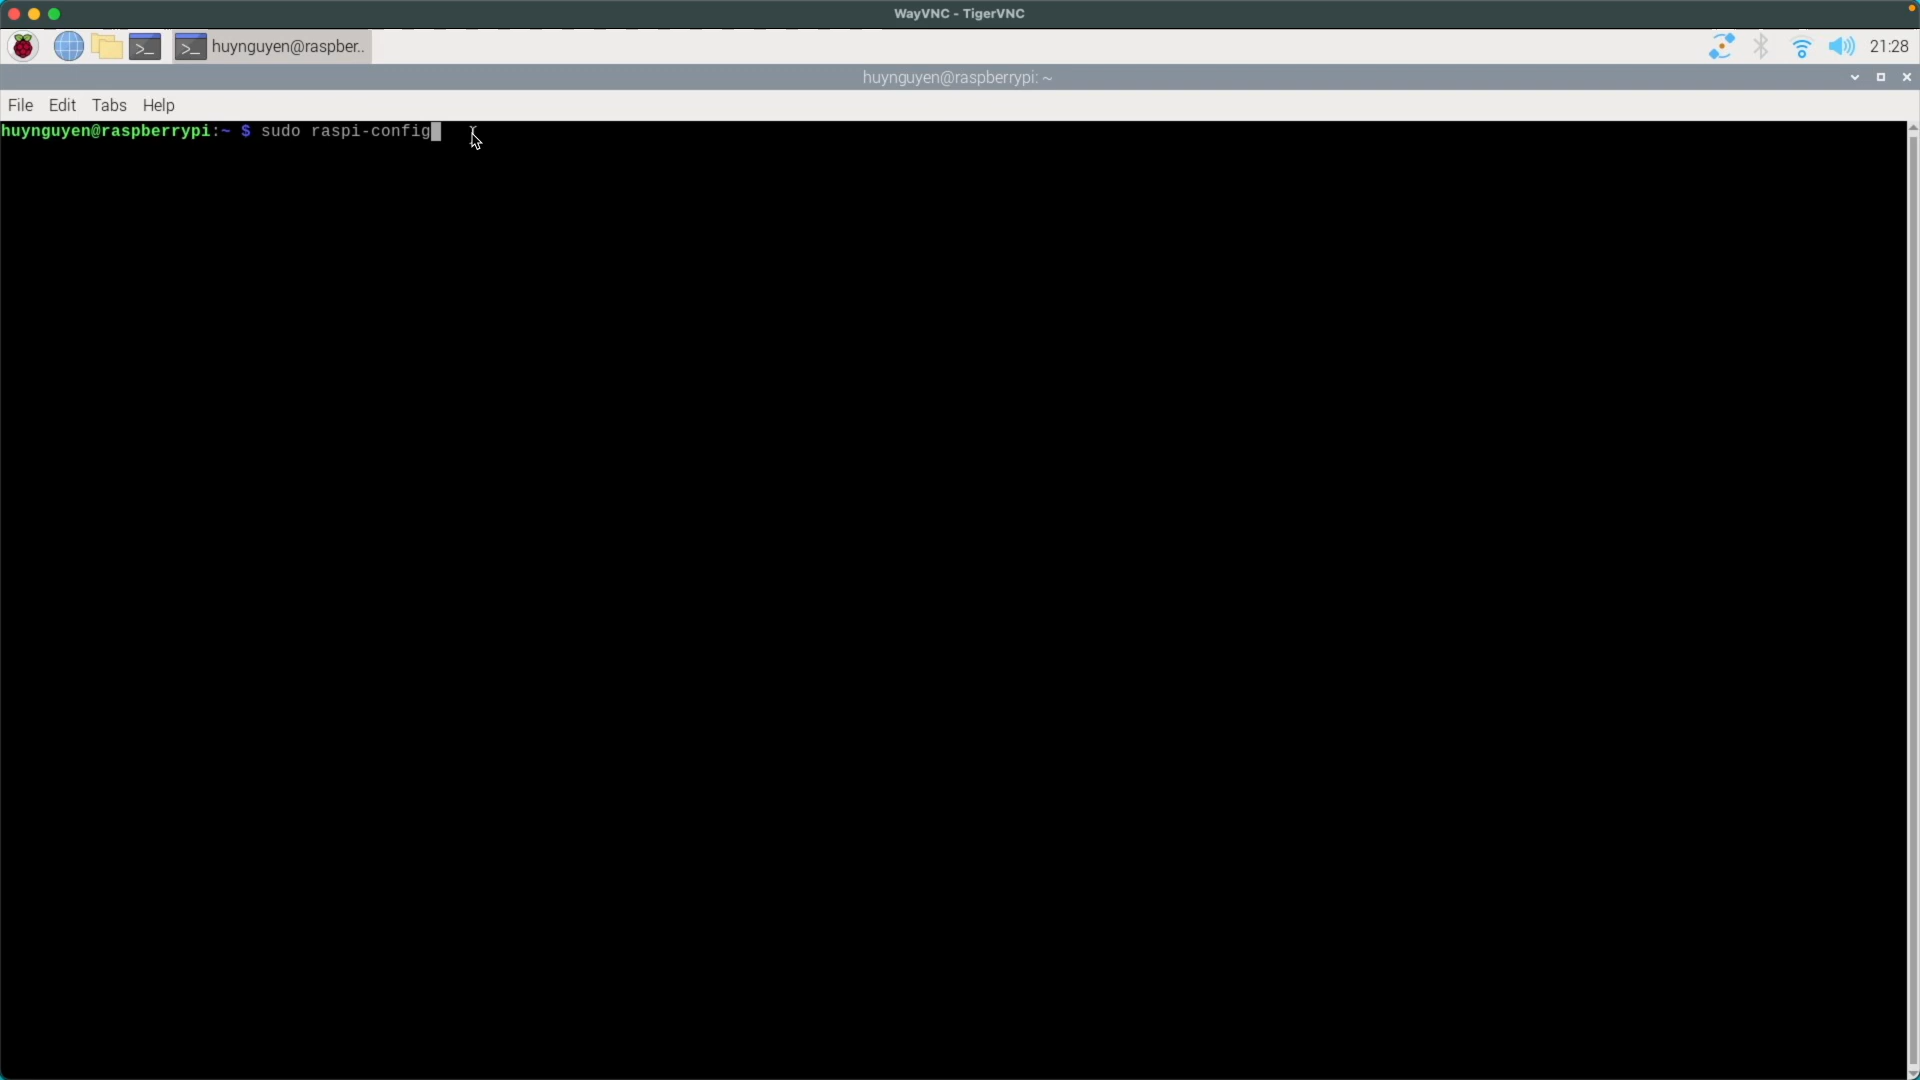 WayVNC - TigerVNC
huynguyen@raspber..
21:28
huynguyen@raspberrypi: ~
File Edit Tabs Help
huynguyen@raspberrypi:~ $ sudo raspi-config